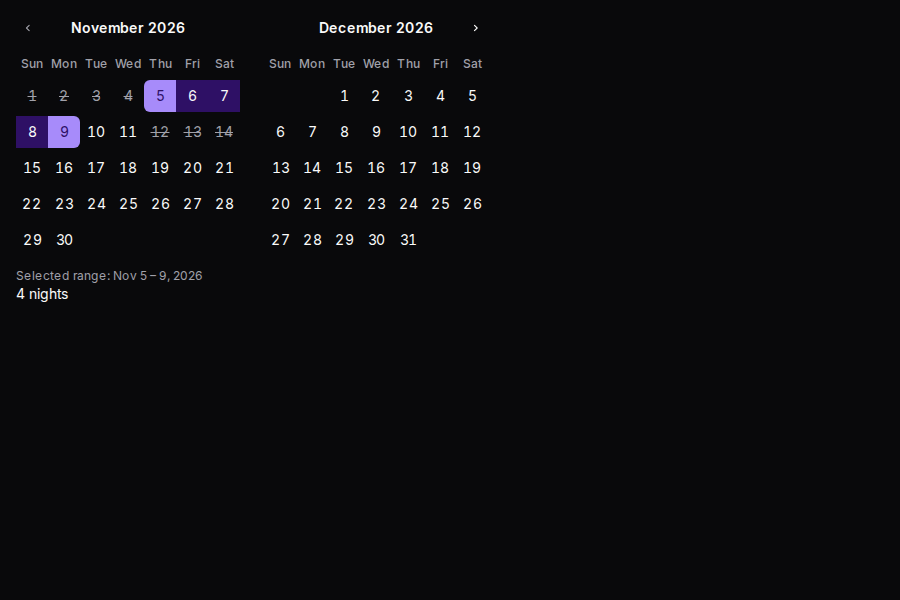 November 2026
Sun Mon Tue Wed Thu Fri Sat
1 2 3 4 5 6 7
8 9 10 11 12 13 14
15 16 17 18 19 20 21
22 23 24 25 26 27 28
29 30
December 2026
Sun Mon Tue Wed Thu Fri Sat
1 2 3 4 5
6 7 8 9 10 11 12
13 14 15 16 17 18 19
20 21 22 23 24 25 26
27 28 29 30 31
Selected range: Nov 5 – 9, 2026
4 nights